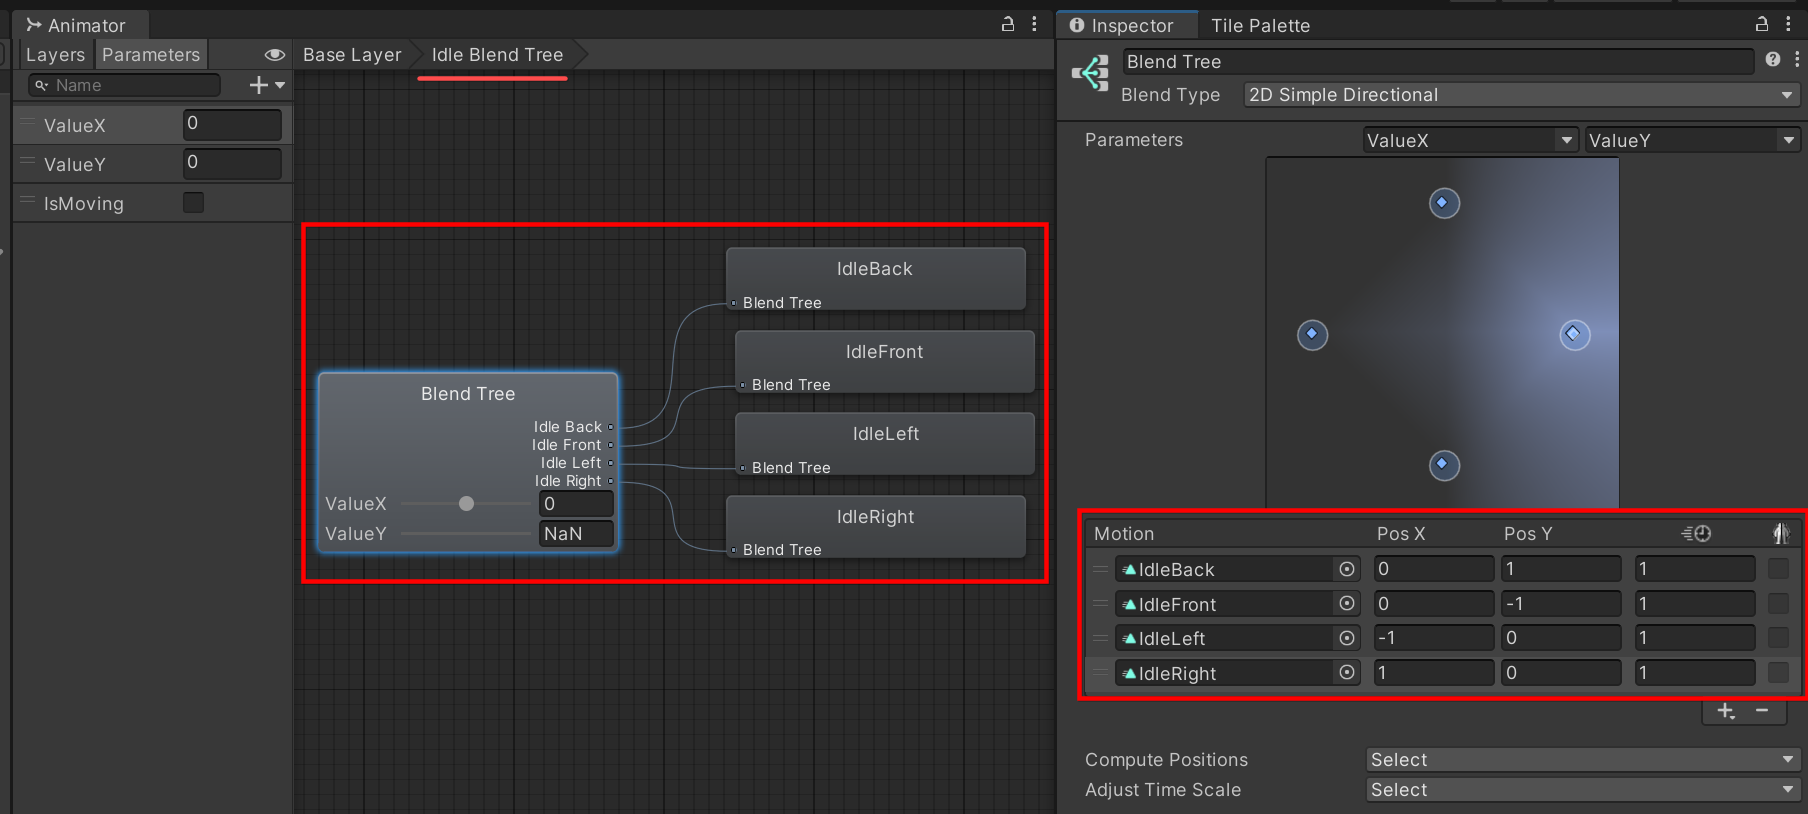 Animator
Layers
Parameters
Name
ValueX
0
ValueY
0
IsMoving
Base Layer
Idle Blend Tree
Blend Tree
Idle Back
Idle Front
Idle Left
Idle Right
ValueX
0
ValueY
NaN
IdleBack
Blend Tree
IdleFront
Blend Tree
IdleLeft
Blend Tree
IdleRight
Blend Tree
Inspector
Tile Palette
Blend Tree
Blend Type
2D Simple Directional
Parameters
ValueX
ValueY
Motion Pos X Pos Y
IdleBack 0 1 1
IdleFront 0 -1 1
IdleLeft -1 0 1
IdleRight 1 0 1
Compute Positions
Select
Adjust Time Scale
Select